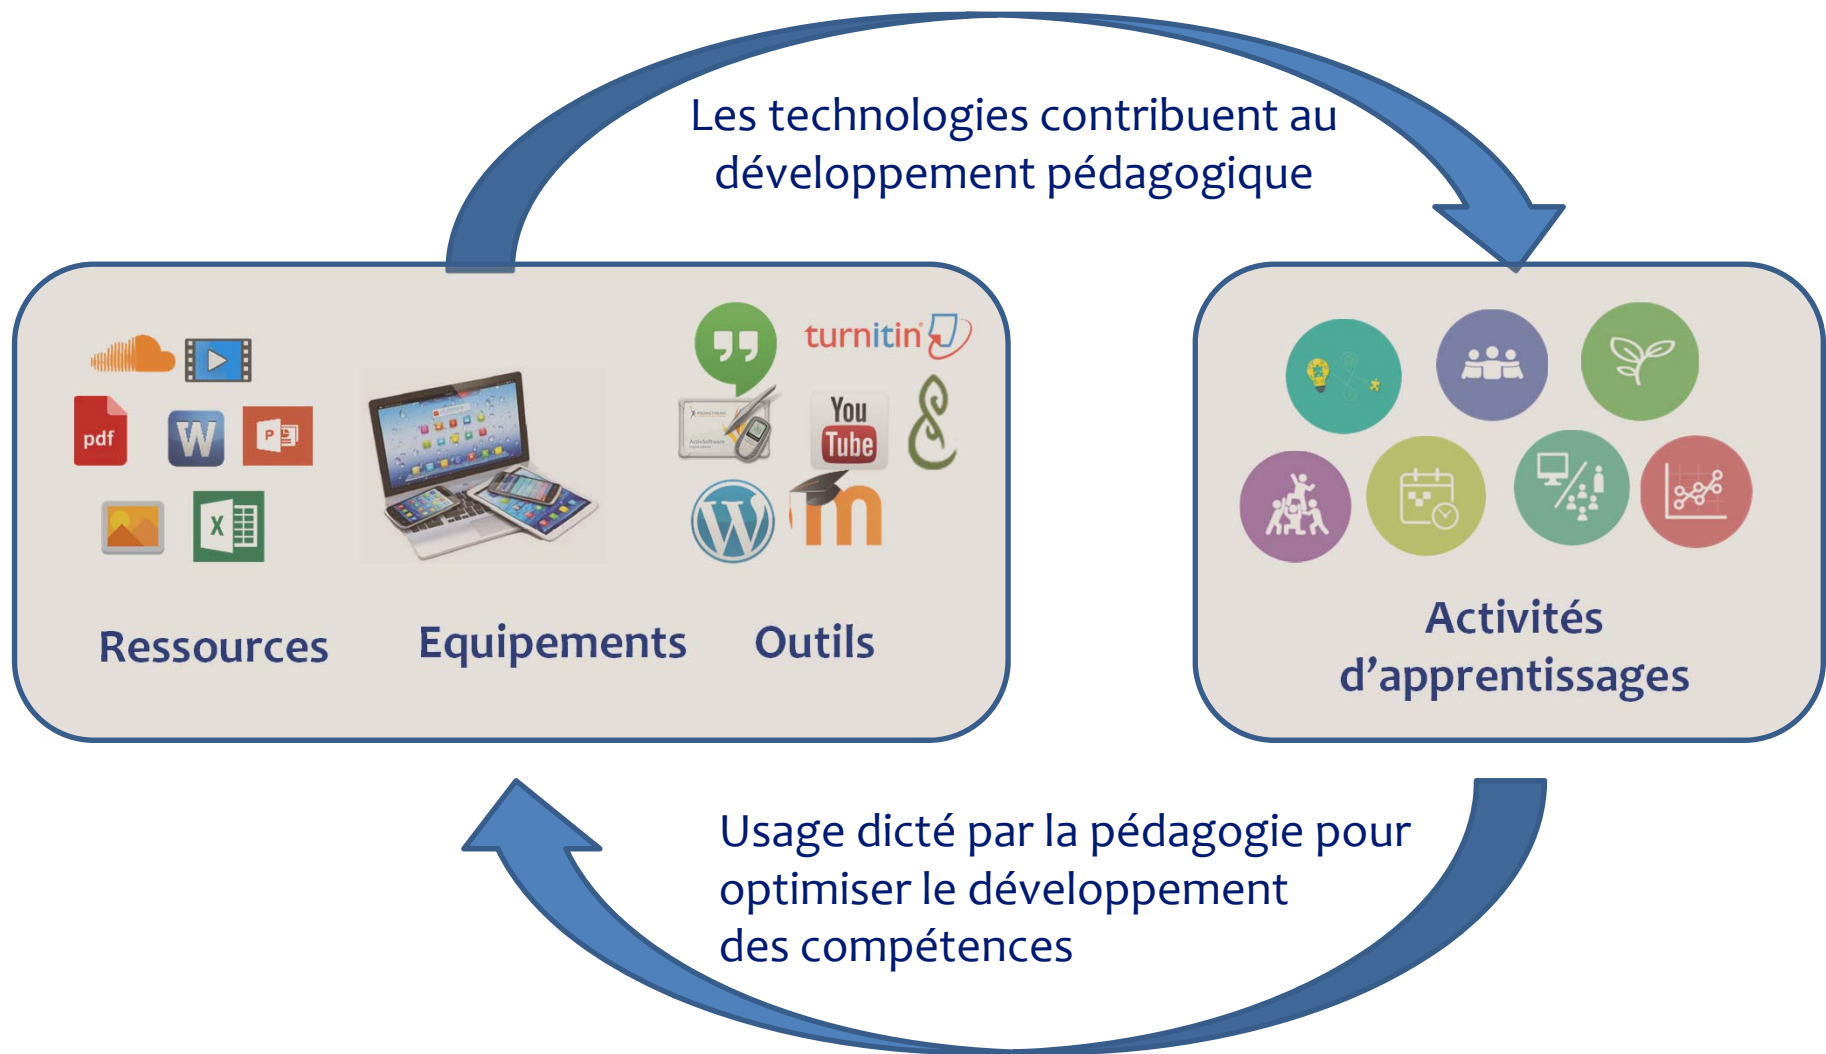 Les technologies contribuent au
développement pédagogique
turnitin
You
Tube
pdf
W
P
X
m
Ressources
Equipements
Outils
Activités
d’apprentissages
Usage dicté par la pédagogie pour
optimiser le développement
des compétences